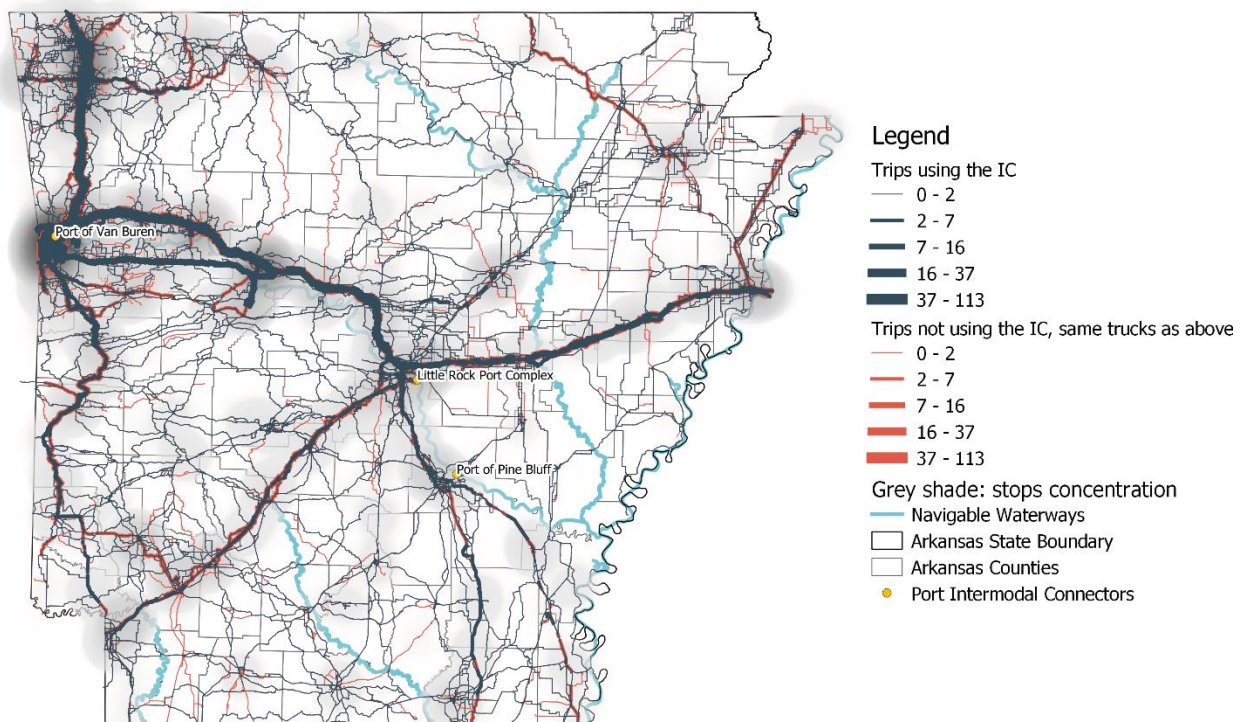 Port of Van Buren
Little Rock Port Complex
Port of Pine Bluff
Legend
Trips using the IC
0 - 2
2 - 7
7 - 16
16 - 37
37 - 113
Trips not using the IC, same trucks as above
0 - 2
2 - 7
7 - 16
16 - 37
37 - 113
Grey shade: stops concentration
Navigable Waterways
Arkansas State Boundary
Arkansas Counties
Port Intermodal Connectors